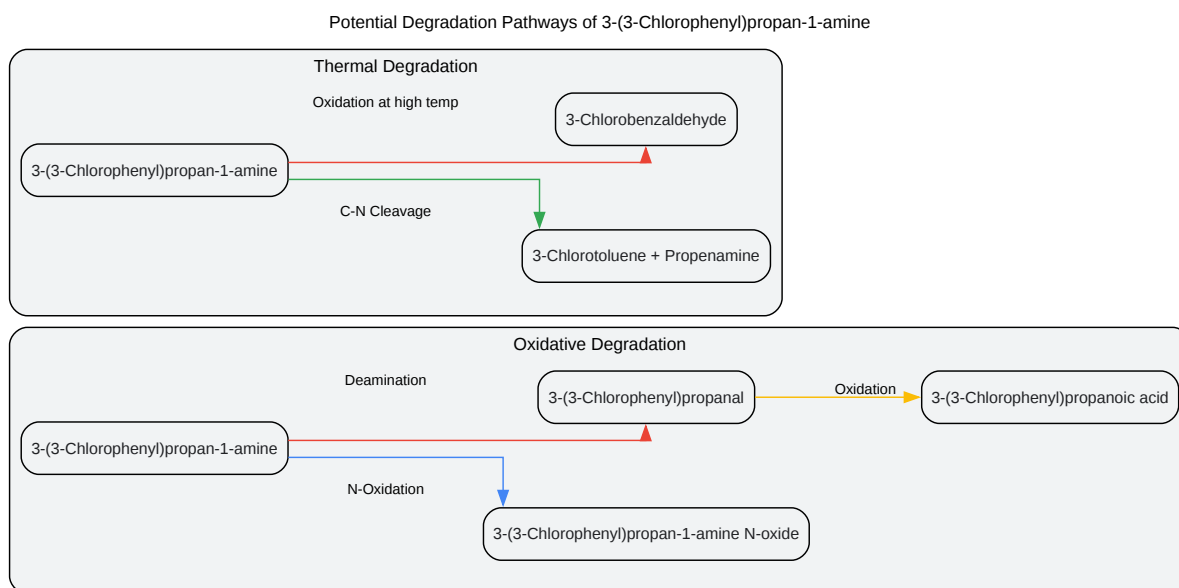 Potential Degradation Pathways of 3-(3-Chlorophenyl)propan-1-amine
Thermal Degradation
Oxidation at high temp
3-Chlorobenzaldehyde
3-(3-Chlorophenyl)propan-1-amine
C-N Cleavage
3-Chlorotoluene + Propenamine
Oxidative Degradation
Deamination
3-(3-Chlorophenyl)propanal
Oxidation
3-(3-Chlorophenyl)propanoic acid
3-(3-Chlorophenyl)propan-1-amine
N-Oxidation
3-(3-Chlorophenyl)propan-1-amine N-oxide